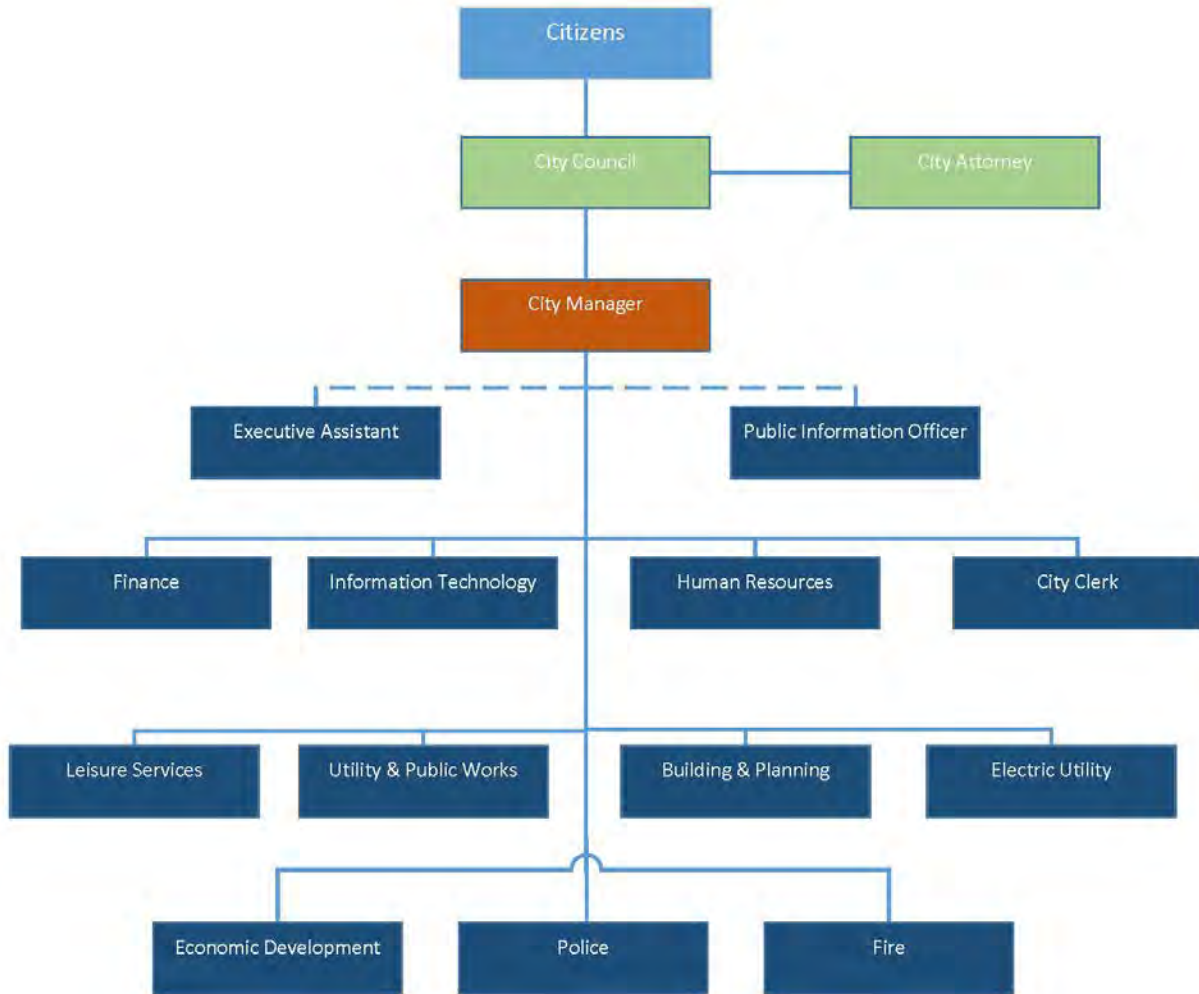 Citizens
City Council
City Attorney
City Manager
Executive Assistant
Public Information Officer
Finance
Information Technology
Human Resources
City Clerk
Leisure Services
Utility & Public Works
Building & Planning
Electric Utility
Economic Development
Police
Fire